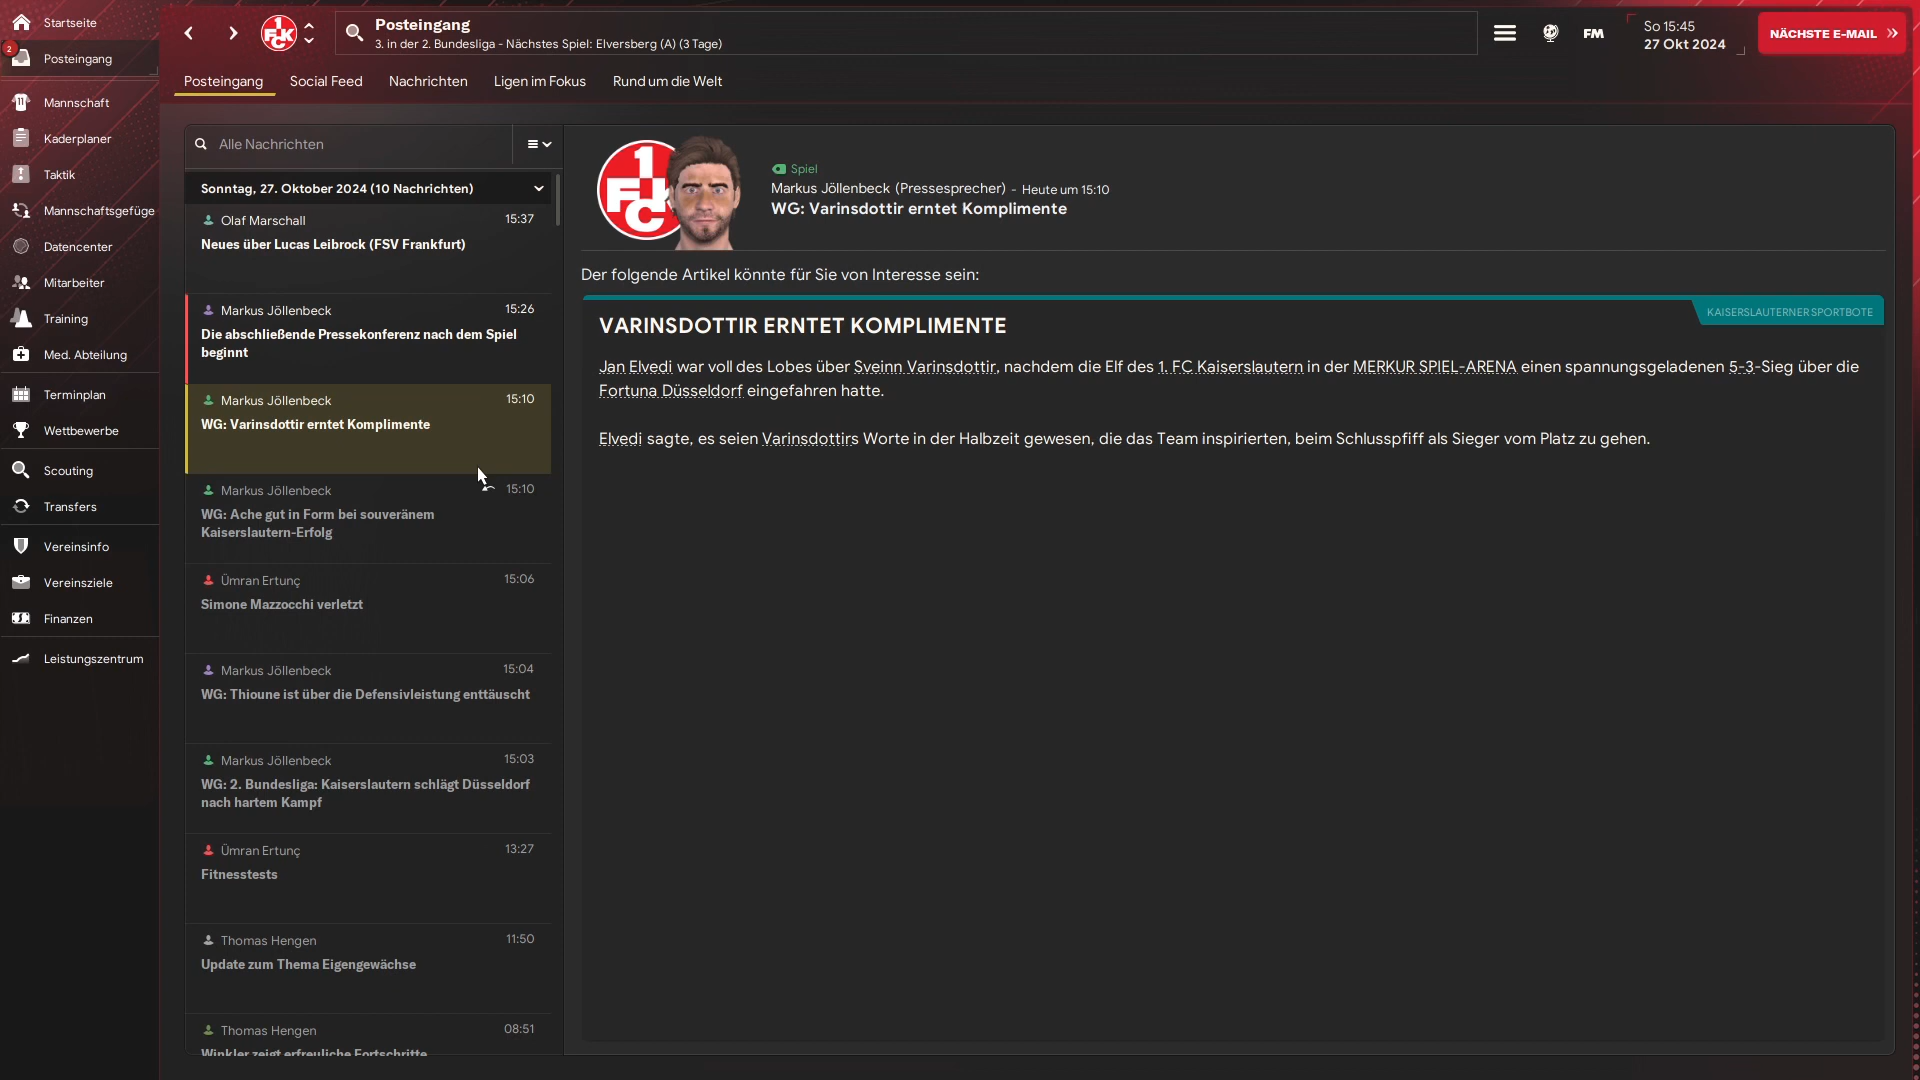 Startseite
2
Posteingang
Mannschaft
Kaderplaner
Taktik
Mannschaftsgefüge
Datencenter
Mitarbeiter
Training
Med. Abteilung
Terminplan
Wettbewerbe
Scouting
Transfers
Vereinsinfo
Vereinsziele
Finanzen
Leistungszentrum
1
FCK
Posteingang
3. in der 2. Bundesliga - Nächstes Spiel: Elversberg (A) (3 Tage)
FM
So 15:45
27 Okt 2024
NÄCHSTE E-MAIL
Posteingang Social Feed Nachrichten Ligen im Fokus Rund um die Welt
Alle Nachrichten
Sonntag, 27. Oktober 2024 (10 Nachrichten)
Olaf Marschall 15:37
Neues über Lucas Leibrock (FSV Frankfurt)
Markus Jöllenbeck 15:26
Die abschließende Pressekonferenz nach dem Spiel
beginnt
Markus Jöllenbeck 15:10
WG: Varinsdottir erntet Komplimente
Markus Jöllenbeck 15:10
WG: Ache gut in Form bei souveränem
Kaiserslautern-Erfolg
Ümran Ertunç 15:06
Simone Mazzocchi verletzt
Markus Jöllenbeck 15:04
WG: Thioune ist über die Defensivleistung enttäuscht
Markus Jöllenbeck 15:03
WG: 2. Bundesliga: Kaiserslautern schlägt Düsseldorf
nach hartem Kampf
Ümran Ertunç 13:27
Fitnesstests
Thomas Hengen 11:50
Update zum Thema Eigengewächse
Thomas Hengen 08:51
Winkler zeigt erfreuliche Fortschritte
1
FCK
Spiel
Markus Jöllenbeck (Pressesprecher) - Heute um 15:10
WG: Varinsdottir erntet Komplimente
Der folgende Artikel könnte für Sie von Interesse sein:
KAISERSLAUTERNER SPORTBOTE
VARINSDOTTIR ERNTET KOMPLIMENTE
Jan Elvedi war voll des Lobes über Sveinn Varinsdottir, nachdem die Elf des 1. FC Kaiserslautern in der MERKUR SPIEL-ARENA einen spannungsgeladenen 5-3-Sieg über die
Fortuna Düsseldorf eingefahren hatte.
Elvedi sagte, es seien Varinsdottirs Worte in der Halbzeit gewesen, die das Team inspirierten, beim Schlusspfiff als Sieger vom Platz zu gehen.